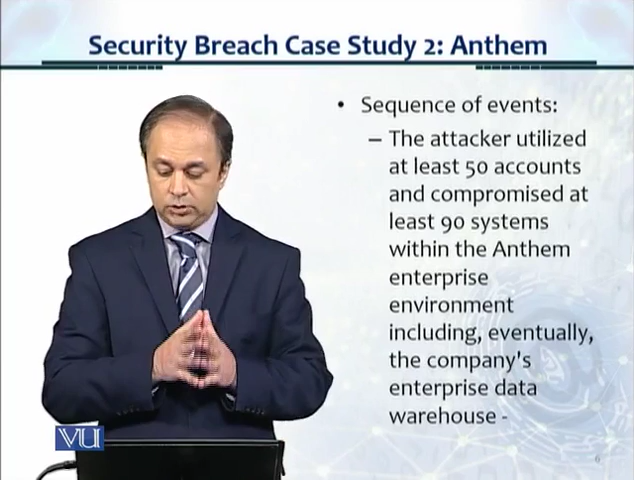 Security Breach Case Study 2: Anthem
• Sequence of events:
– The attacker utilized
at least 50 accounts
and compromised at
least 90 systems
within the Anthem
enterprise
environment
including, eventually,
the company's
enterprise data
warehouse -
VU
6